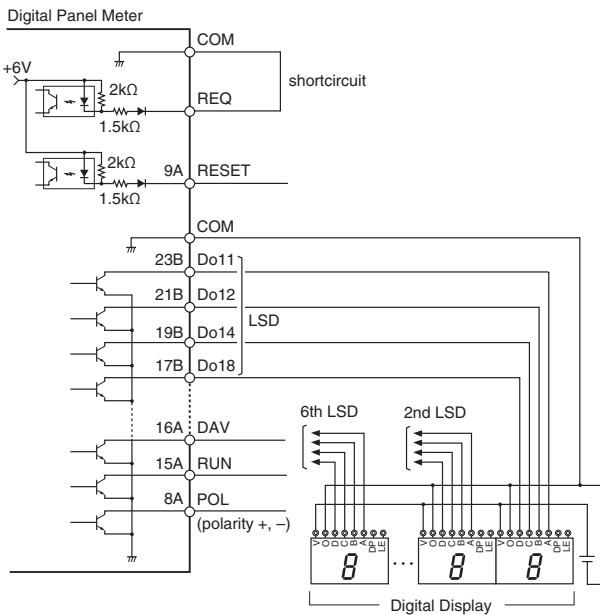 Digital Panel Meter
COM
+6V
shortcircuit
2kΩ
REQ
1.5kΩ
2kΩ
9A RESET
1.5kΩ
COM
23B Do11
21B Do12
LSD
19B Do14
17B Do18
6th LSD 2nd LSD
16A DAV
15A RUN
8A POL
(polarity +, –)
V O D C B A DP LE V O D C B A DP LE V O D C B A DP LE
8 ... 8 8
Digital Display